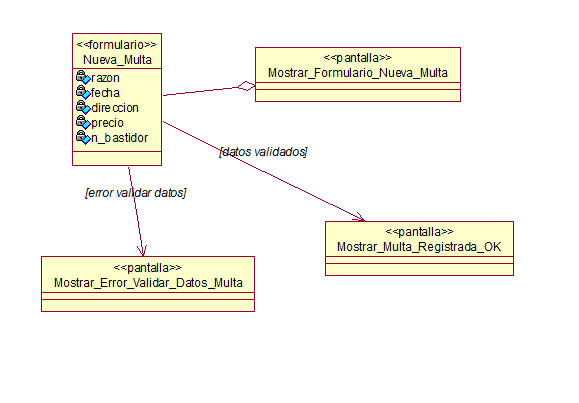 <<formulario>>
Nueva_Multa
razon
fecha
direccion
precio
n_bastidor
<<pantalla>>
Mostrar_Formulario_Nueva_Multa
[datos validados]
[error validar datos]
<<pantalla>>
Mostrar_Multa_Registrada_OK
<<pantalla>>
Mostrar_Error_Validar_Datos_Multa